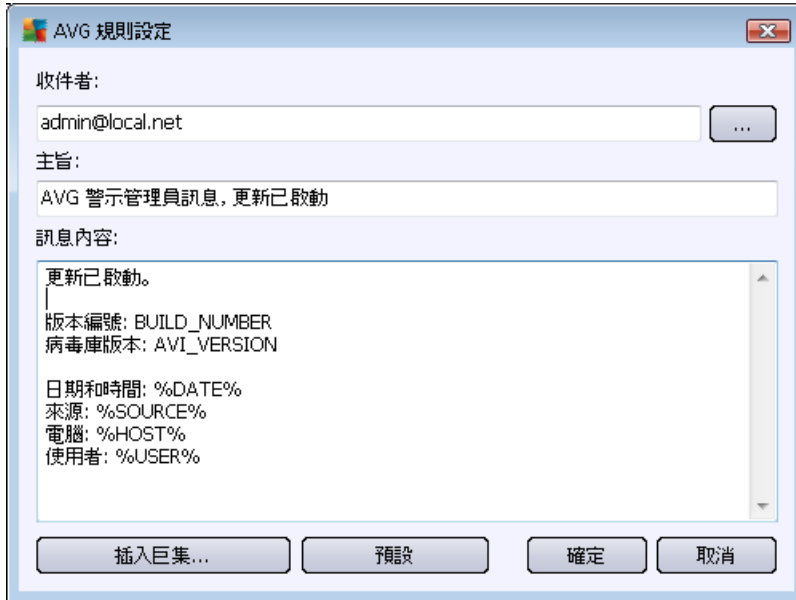 AVG 規則設定
收件者:
admin@local.net
...
主旨:
AVG 警示管理員訊息, 更新已啟動
訊息內容:
更新已啟動。
版本編號: BUILD_NUMBER
病毒庫版本: AVI_VERSION
日期和時間: %DATE%
來源: %SOURCE%
電腦: %HOST%
使用者: %USER%
插入巨集... 預設 確定 取消